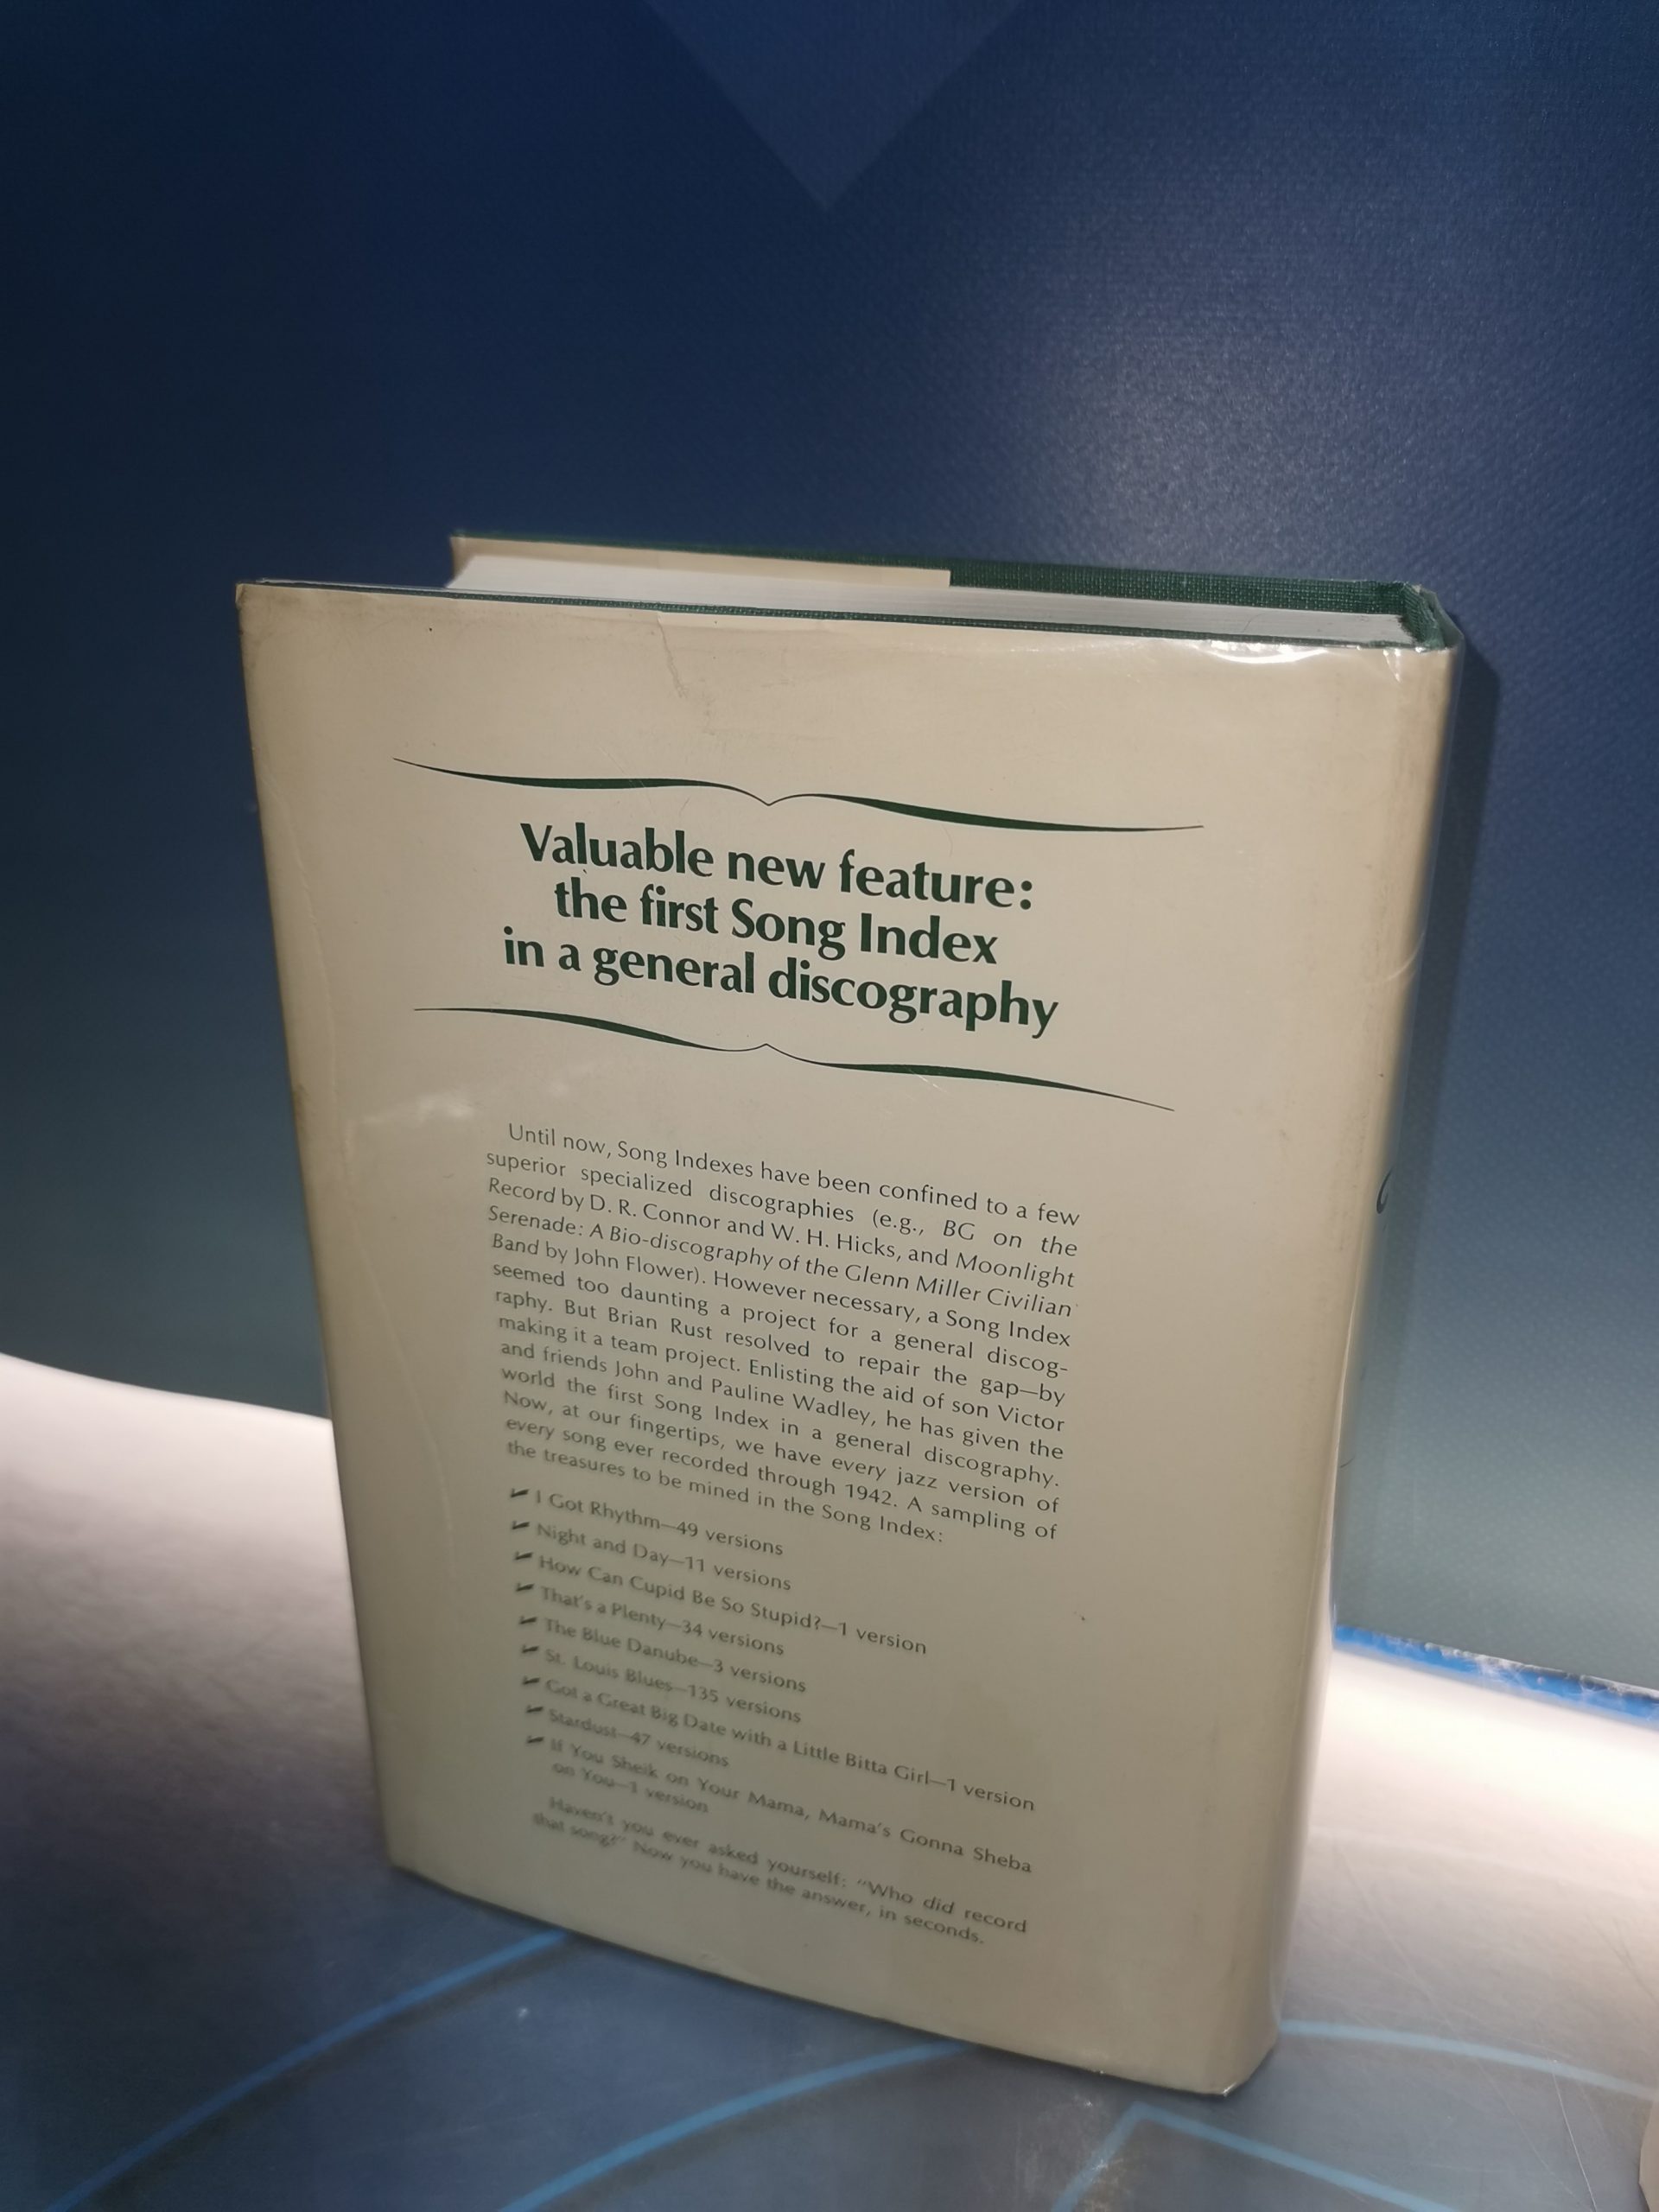 Valuable new feature:
the first Song Index
in a general discography
Until now, Song Indexes have been confined to a few
superior specialized discographies (e.g., BG on the
Record by D. R. Connor and W. H. Hicks, and Moonlight
Serenade: A Bio-discography of the Glenn Miller Civilian
Band by John Flower). However necessary, a Song Index
seemed too daunting a project for a general discog-
raphy. But Brian Rust resolved to repair the gap—by
making it a team project. Enlisting the aid of son Victor
and friends John and Pauline Wadley, he has given the
world the first Song Index in a general discography.
Now, at our fingertips, we have every jazz version of
every song ever recorded through 1942. A sampling of
the treasures to be mined in the Song Index:
✔ I Got Rhythm—49 versions
✔ Night and Day—11 versions
✔ How Can Cupid Be So Stupid?—1 version
✔ That's a Plenty—34 versions
✔ The Blue Danube—3 versions
✔ St. Louis Blues—135 versions
✔ Got a Great Big Date with a Little Bitta Girl—1 version
✔ Stardust—47 versions
✔ If You Sheik on Your Mama, Mama's Gonna Sheba
on You—1 version
Haven't you ever asked yourself: "Who did record
that song?" Now you have the answer, in seconds.